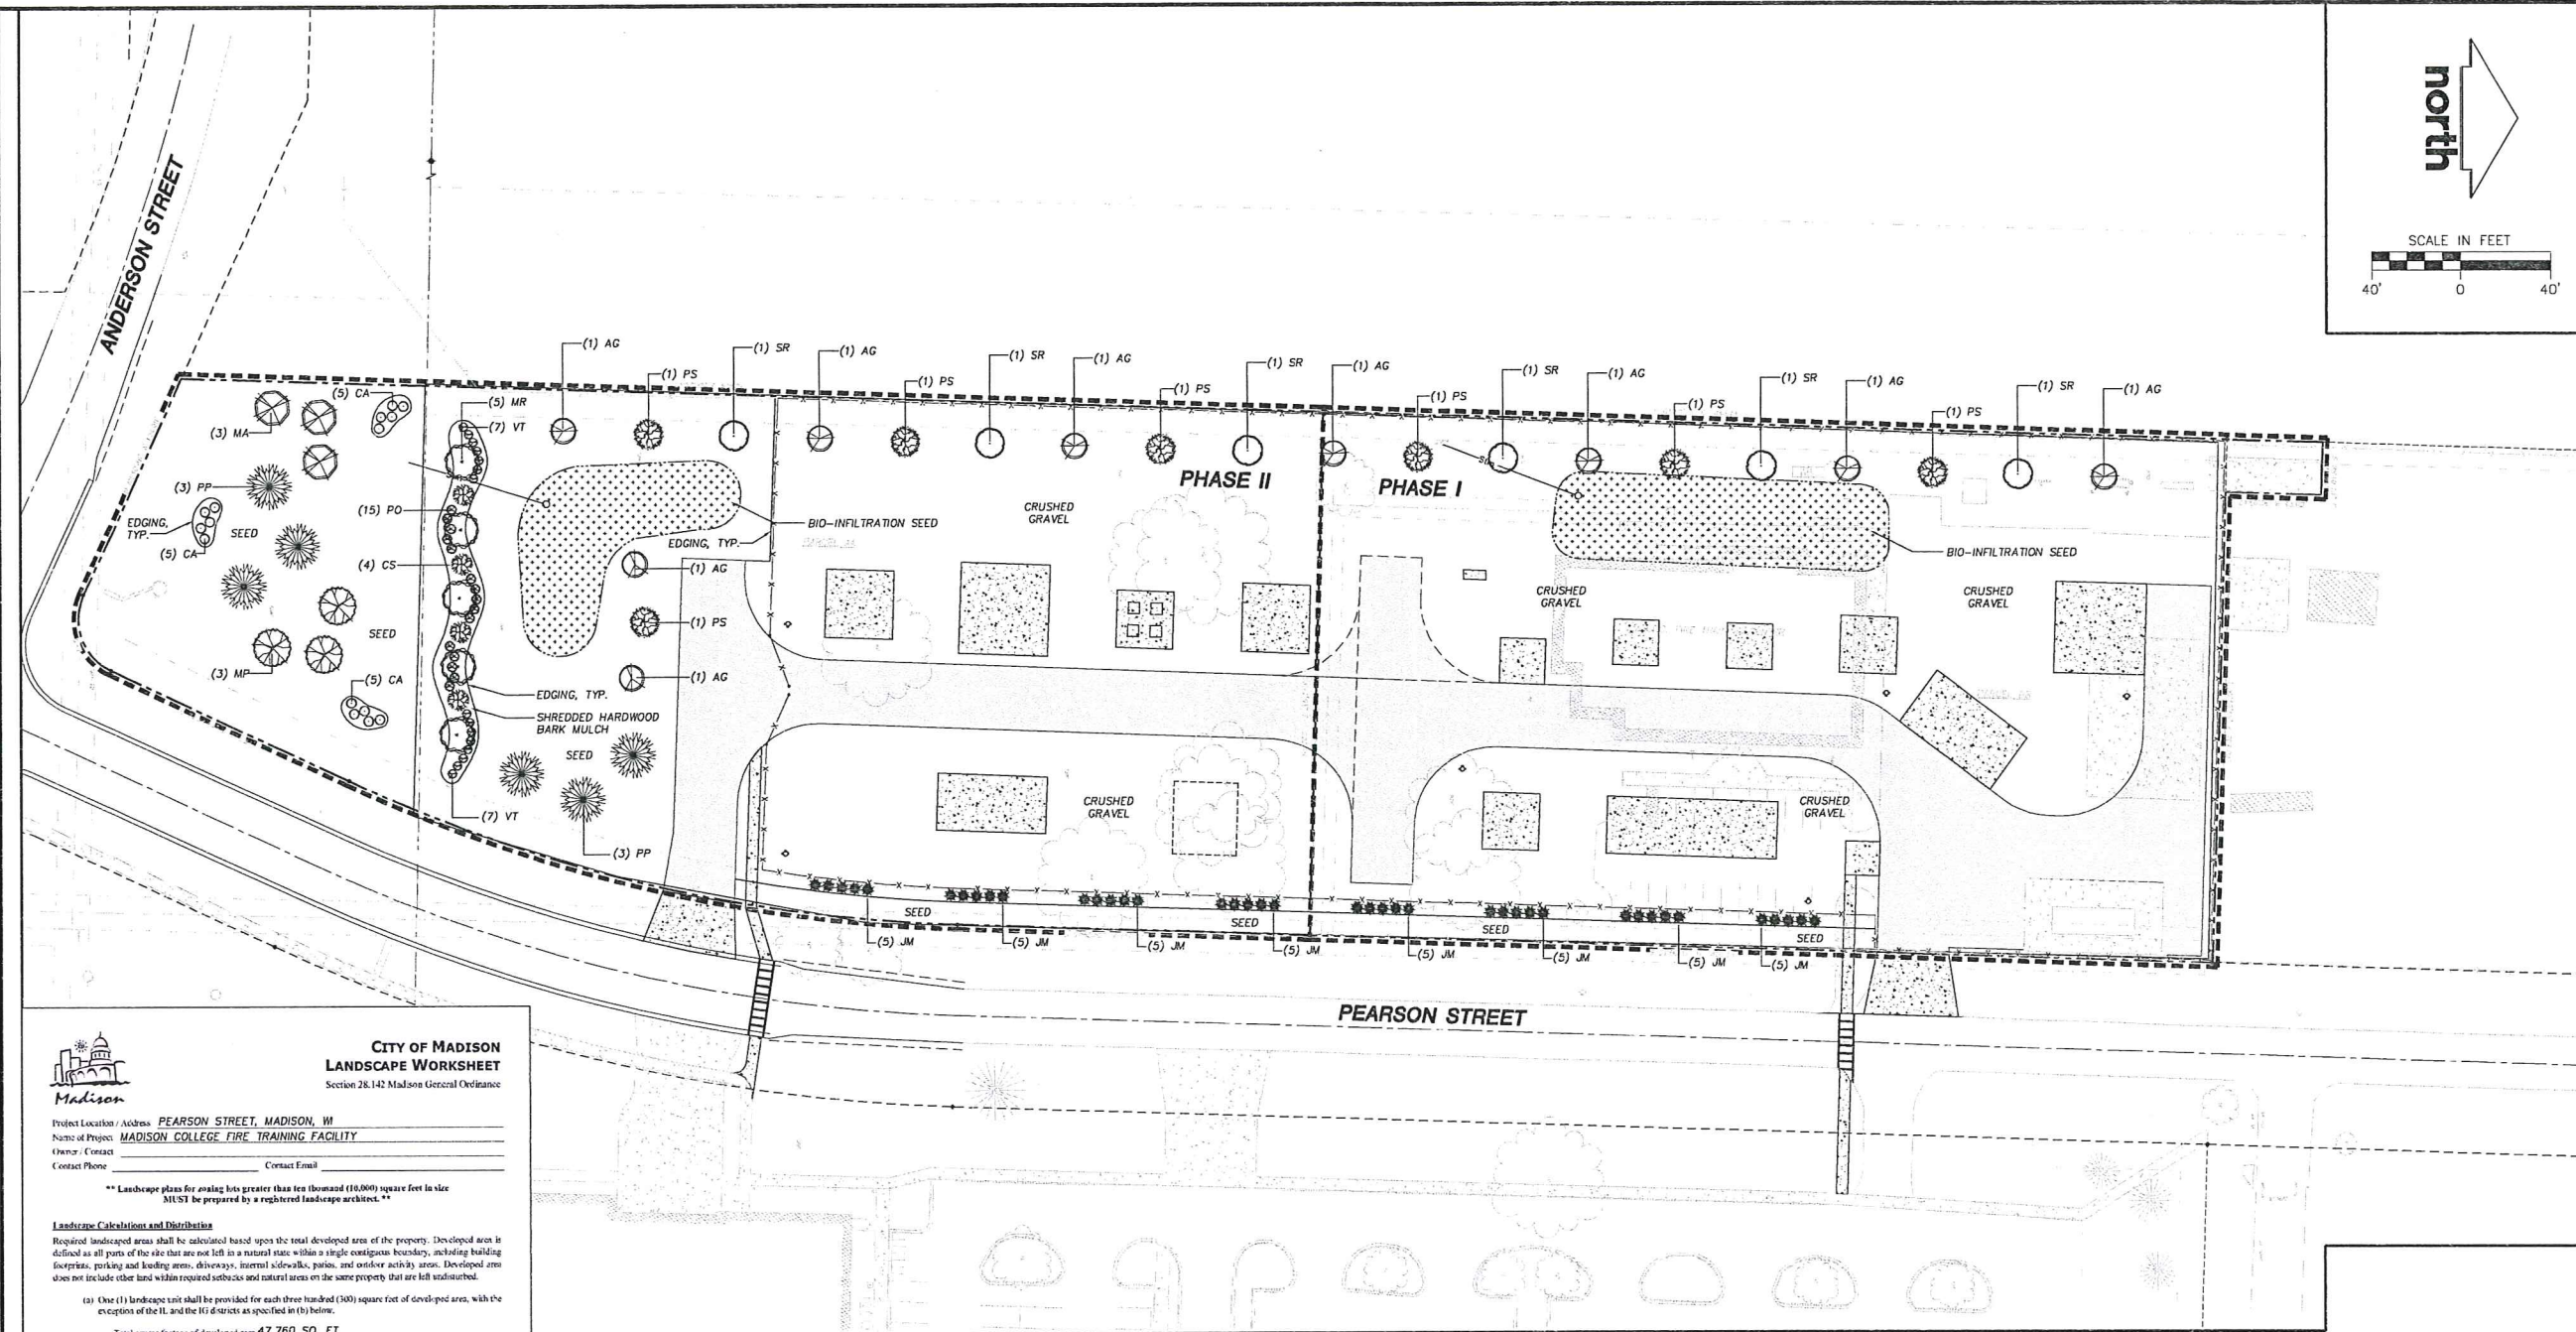 north
SCALE IN FEET
40' 0 40'
ANDERSON STREET
(1) AG
(1) PS
(1) SR
(1) AG
(1) PS
(1) SR
(1) AG
(1) PS
(1) SR
(1) AG
(1) PS
(1) SR
(1) AG
(1) PS
(1) SR
(1) AG
(1) PS
(1) SR
(1) AG
(5) CA
(3) MA
(5) MR
(7) VT
(3) PP
EDGING,
TYP.
SEED
(5) CA
(15) PO
(4) CS
SEED
(3) MP
(5) CA
BIO-INFILTRATION SEED
EDGING, TYP.
(1) AG
(1) PS
(1) AG
EDGING, TYP.
SHREDDED HARDWOOD
BARK MULCH
SEED
(7) VT
(3) PP
PHASE II
PHASE I
CRUSHED
GRAVEL
CRUSHED
GRAVEL
BIO-INFILTRATION SEED
CRUSHED
GRAVEL
CRUSHED
GRAVEL
CRUSHED
GRAVEL
SEED
SEED
SEED
SEED
(5) JM
(5) JM
(5) JM
(5) JM
(5) JM
(5) JM
(5) JM
(5) JM
PEARSON STREET
Madison
CITY OF MADISON
LANDSCAPE WORKSHEET
Section 28.142 Madison General Ordinance
Project Location / Address PEARSON STREET, MADISON, WI
Name of Project MADISON COLLEGE FIRE TRAINING FACILITY
Owner / Contact
Contact Phone Contact Email
** Landscape plans for zoning lots greater than ten thousand (10,000) square feet in size
MUST be prepared by a registered landscape architect. **
Landscape Calculations and Distribution
Required landscaped areas shall be calculated based upon the total developed area of the property. Developed area is
defined as all parts of the site that are not left in a natural state within a single contiguous boundary, including building
footprints, parking and loading areas, driveways, internal sidewalks, patios, and outdoor activity areas. Developed area
does not include other land within required setbacks and natural areas on the same property that are left undisturbed.
(a) One (1) landscape unit shall be provided for each three hundred (300) square feet of developed area, with the
exception of the IL and the IG districts as specified in (b) below.
Total square footage of developed area 47,760 SQ. FT.